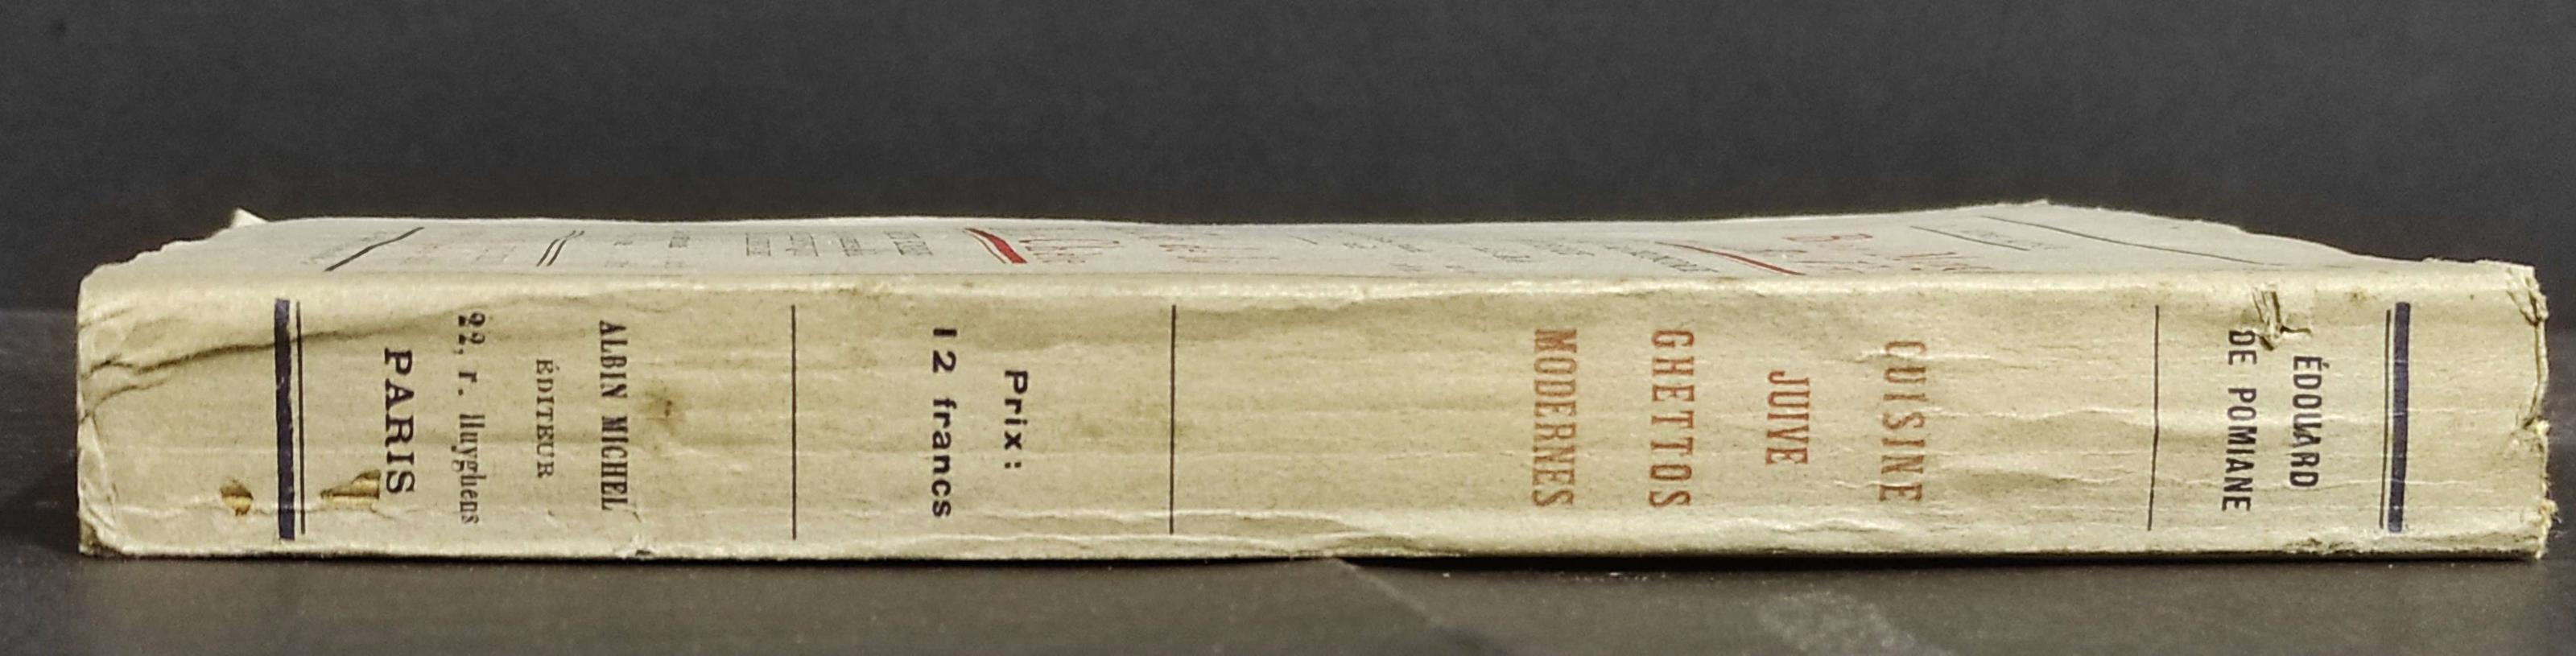 ÉDOUARD
DE POMIANE
CUISINE
JUIVE
GHETTOS
MODERNES
Prix:
12 francs
ALBIN MICHEL
ÉDITEUR
22, r. Huyghens
PARIS